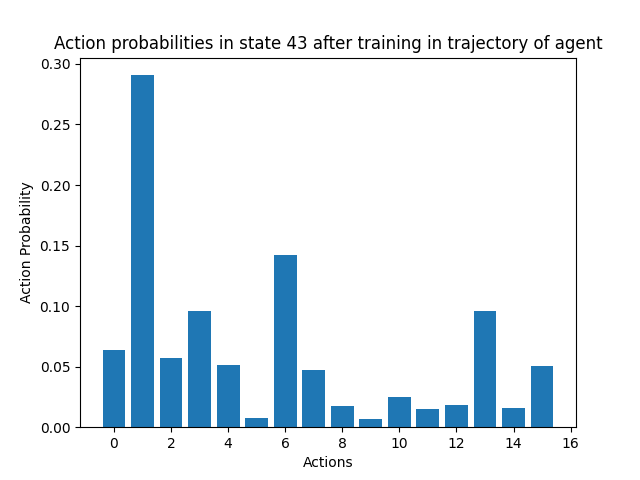 Action probabilities in state 43 after training in trajectory of agent
0.30
0.25
0.20
0.15
0.10
0.05
0.00
Action Probability
0 2 4 6 8 10 12 14 16
Actions